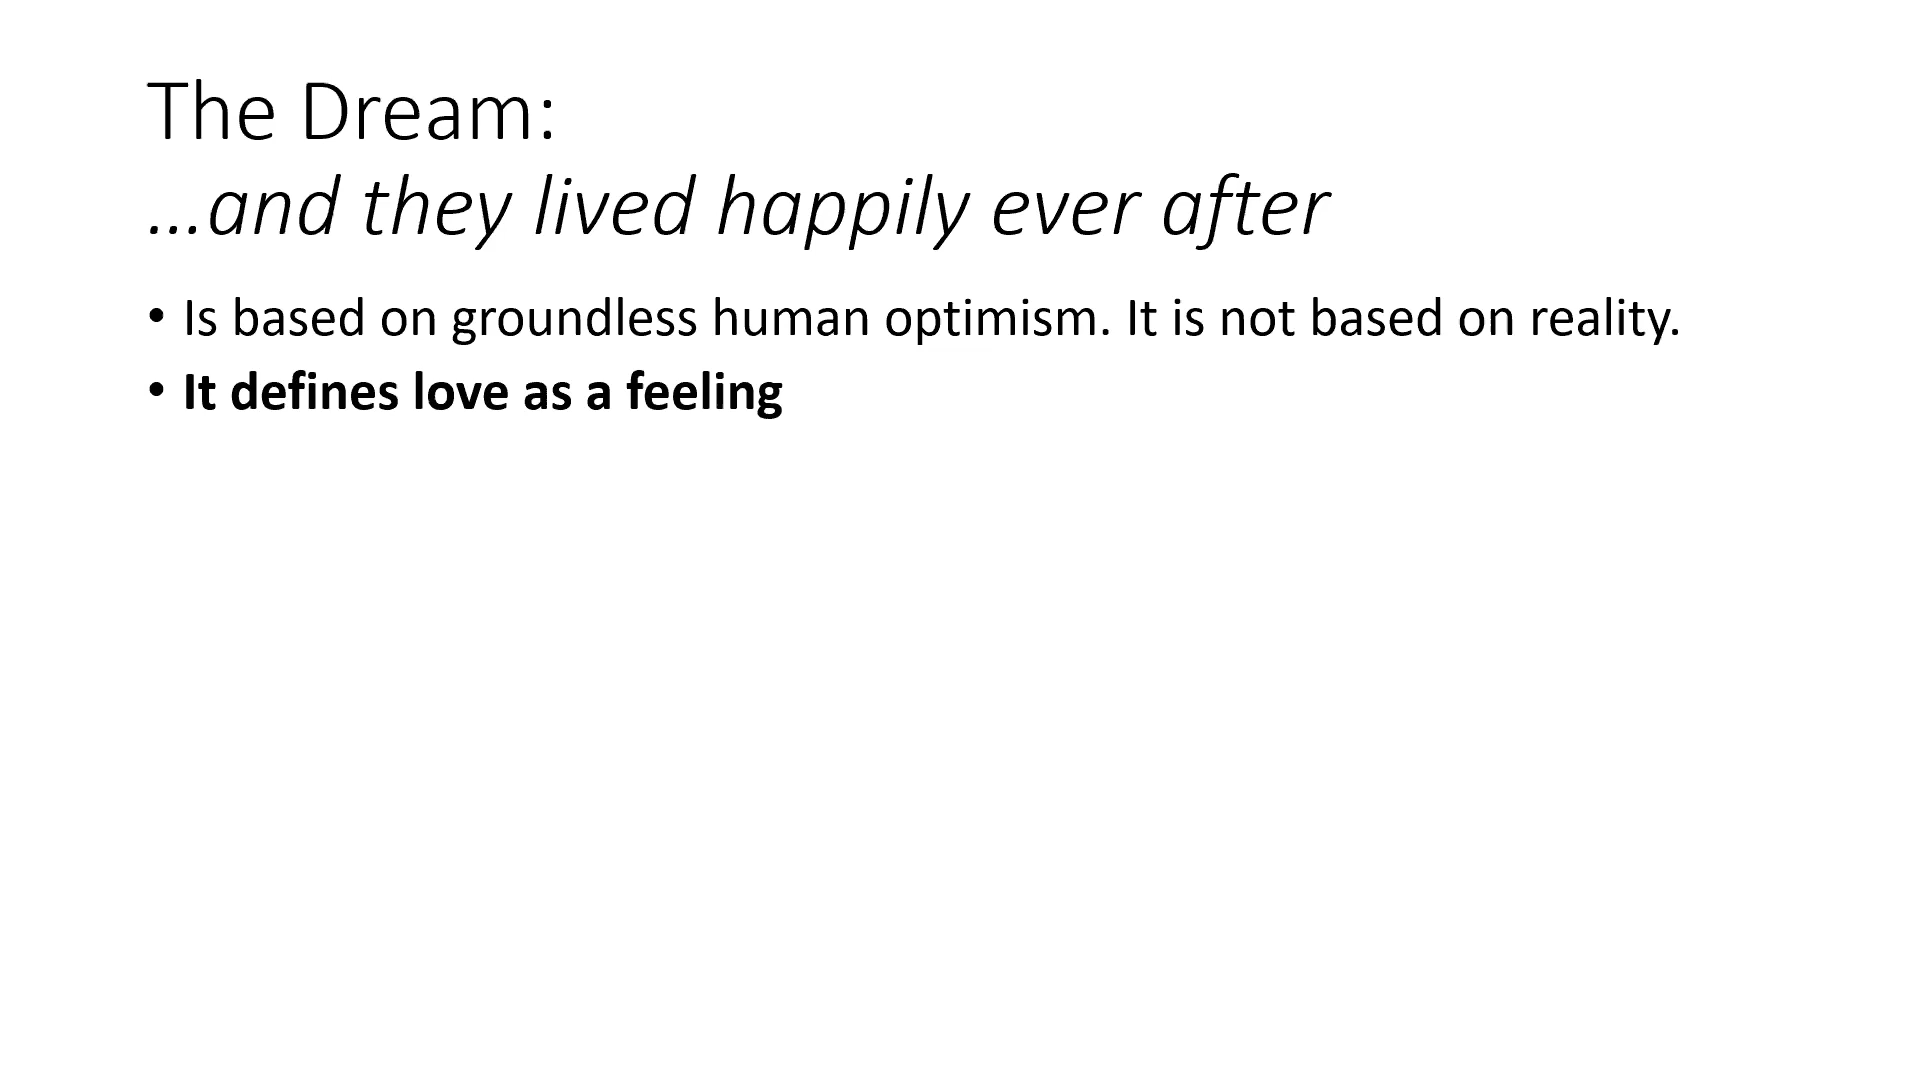 The Dream:
…and they lived happily ever after
• Is based on groundless human optimism. It is not based on reality.
• It defines love as a feeling